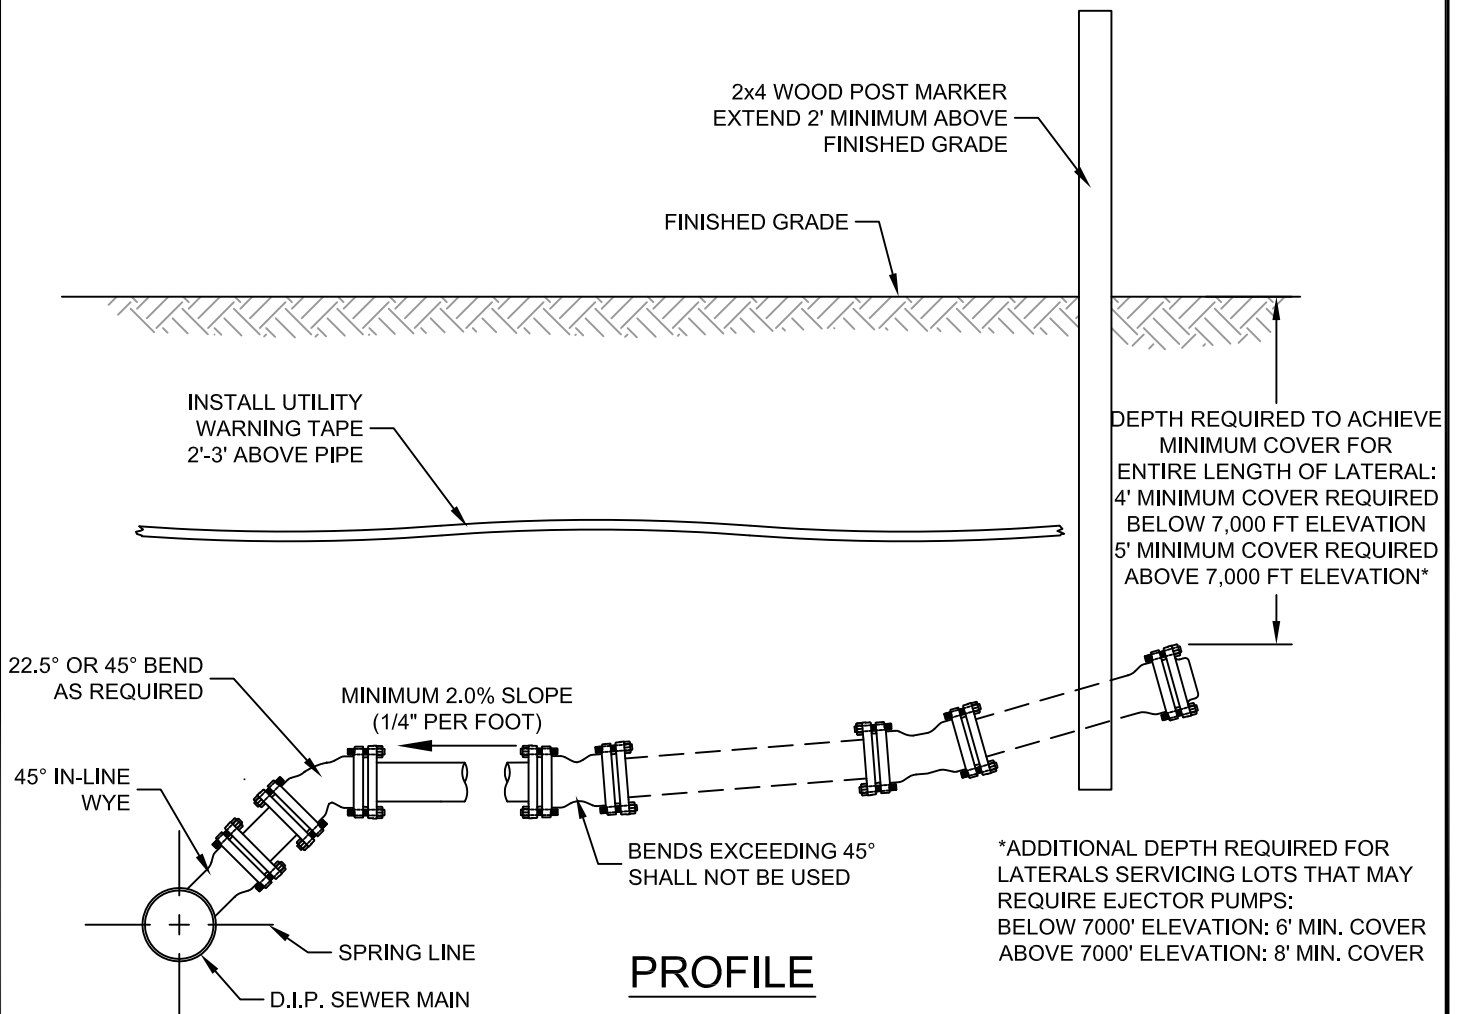 2x4 WOOD POST MARKER
EXTEND 2' MINIMUM ABOVE
FINISHED GRADE
FINISHED GRADE
INSTALL UTILITY
WARNING TAPE
2'-3' ABOVE PIPE
DEPTH REQUIRED TO ACHIEVE
MINIMUM COVER FOR
ENTIRE LENGTH OF LATERAL:
4' MINIMUM COVER REQUIRED
BELOW 7,000 FT ELEVATION
5' MINIMUM COVER REQUIRED
ABOVE 7,000 FT ELEVATION*
22.5° OR 45° BEND
AS REQUIRED
MINIMUM 2.0% SLOPE
(1/4" PER FOOT)
45° IN-LINE
WYE
BENDS EXCEEDING 45°
SHALL NOT BE USED
*ADDITIONAL DEPTH REQUIRED FOR
LATERALS SERVICING LOTS THAT MAY
REQUIRE EJECTOR PUMPS:
BELOW 7000' ELEVATION: 6' MIN. COVER
ABOVE 7000' ELEVATION: 8' MIN. COVER
SPRING LINE
D.I.P. SEWER MAIN
PROFILE